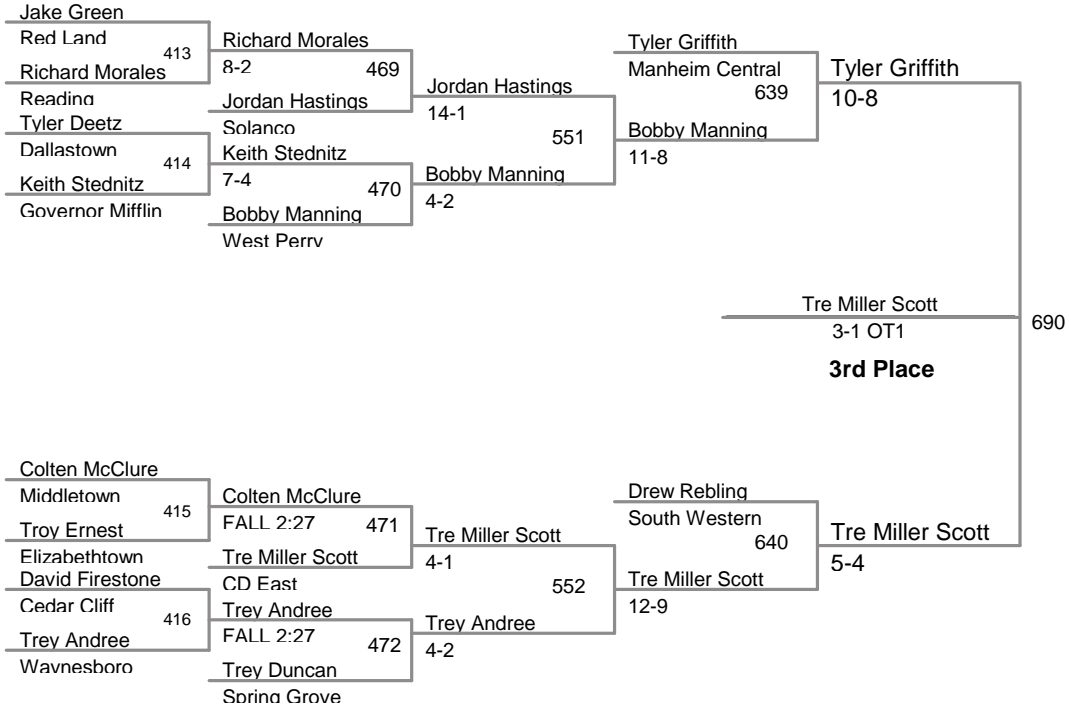 Jake Green
Red Land
413
Richard Morales
Reading
Tyler Deetz
Dallastown
414
Keith Stednitz
Governor Mifflin
Richard Morales
8-2
469
Jordan Hastings
Solanco
Keith Stednitz
7-4
470
Bobby Manning
West Perry
Jordan Hastings
14-1
551
Bobby Manning
4-2
Tyler Griffith
Manheim Central
639
Bobby Manning
11-8
Tyler Griffith
10-8
Tre Miller Scott
3-1 OT1
690
3rd Place
Colten McClure
Middletown
415
Troy Ernest
Elizabethtown
David Firestone
Cedar Cliff
416
Trey Andree
Waynesboro
Colten McClure
FALL 2:27
471
Tre Miller Scott
CD East
Trey Andree
FALL 2:27
472
Trey Duncan
Spring Grove
Tre Miller Scott
4-1
552
Trey Andree
4-2
Drew Rebling
South Western
640
Tre Miller Scott
12-9
Tre Miller Scott
5-4